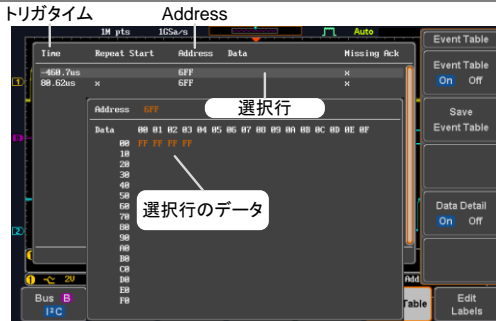 トリガタイム Address
1M pts 1GSa/s Auto
Event Table
Time Repeat Start Address Data Missing Ack
-460.7us 6FF x
80.62us x 6FF x
選択行
Address 6FF
Data 00 01 02 03 04 05 06 07 08 09 0A 0B 0C 0D 0E 0F
00 FF FF FF FF
10
20
30
40
50
60
70
80
90
A0
B0
C0
D0
E0
F0
選択行のデータ
Event Table
On Off
Save
Event Table
Data Detail
On Off
1
B
2
1 2V
Add
Bus B
I²C
Table
Edit
Labels